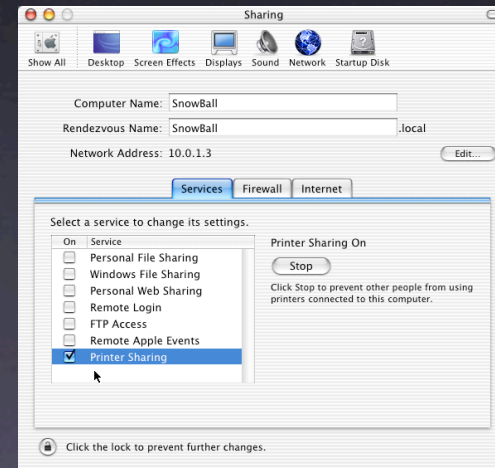 Sharing
Show All Desktop Screen Effects Displays Sound Network Startup Disk
Computer Name: SnowBall
Rendezvous Name: SnowBall .local
Network Address: 10.0.1.3 Edit...
Services Firewall Internet
Select a service to change its settings.
On Service
Personal File Sharing
Windows File Sharing
Personal Web Sharing
Remote Login
FTP Access
Remote Apple Events
Printer Sharing
Printer Sharing On
Stop
Click Stop to prevent other people from using
printers connected to this computer.
Click the lock to prevent further changes.